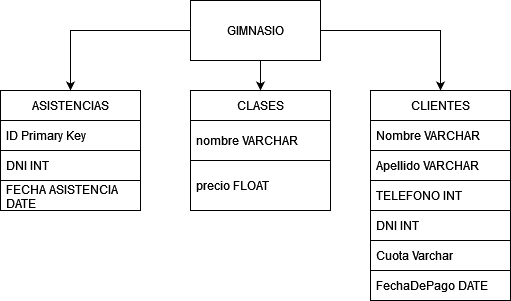 GIMNASIO
ASISTENCIAS
ID Primary Key
DNI INT
FECHA ASISTENCIA
DATE
CLASES
nombre VARCHAR
precio FLOAT
CLIENTES
Nombre VARCHAR
Apellido VARCHAR
TELEFONO INT
DNI INT
Cuota Varchar
FechaDePago DATE